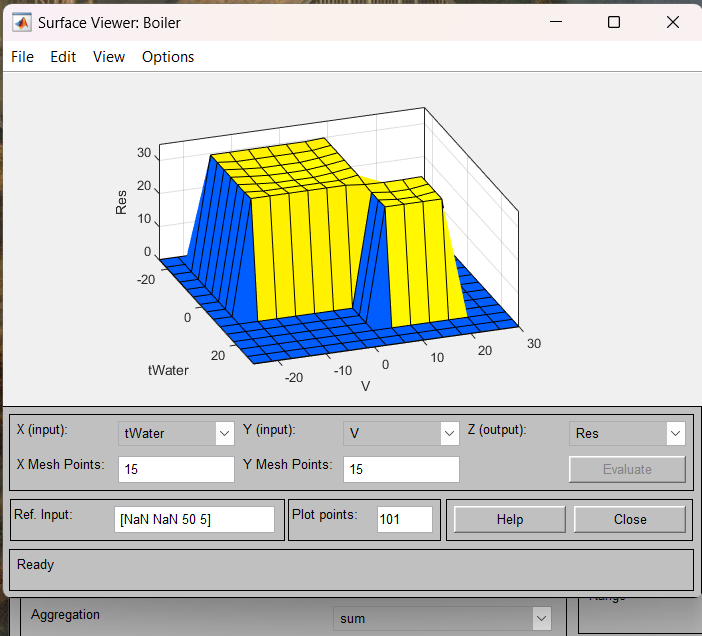 Surface Viewer: Boiler
File Edit View Options
30
20
10
0
Res
-20
0
20
tWater
-20
-10
0
10
20
30
V
X (input): tWater Y (input): V Z (output): Res
X Mesh Points: 15 Y Mesh Points: 15 Evaluate
Ref. Input: [NaN NaN 50 5] Plot points: 101 Help Close
Ready
Aggregation sum